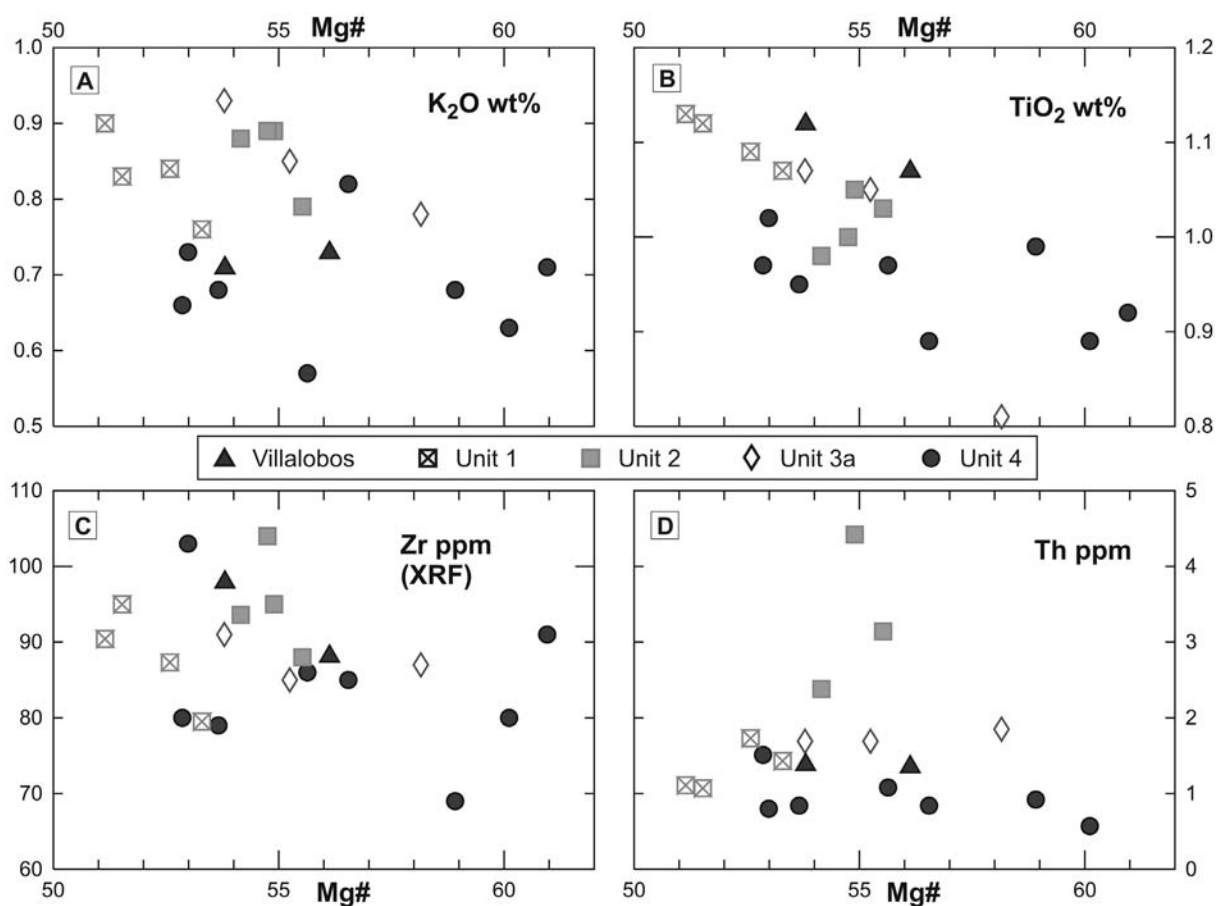 50 Mg# 55 60 50 Mg# 55 60
1.0 1.2
A B
K2O wt% TiO2 wt%
0.9 1.1
0.8 1.0
0.7
0.6 0.9
0.5 0.8
Villalobos Unit 1 Unit 2 Unit 3a Unit 4
110 5
C D
Zr ppm Th ppm
(XRF)
100 4
90 3
80 2
70 1
60 0
50 Mg# 55 60 50 Mg# 55 60